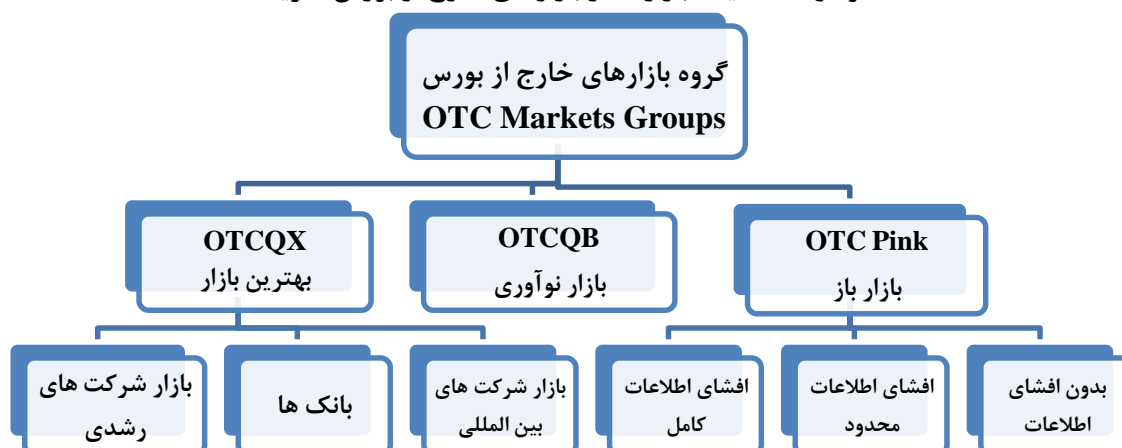 گروه بازارهای خارج از بورس
OTC Markets Groups
OTCQX
بهترین بازار
OTCQB
بازار نوآوری
OTC Pink
بازار باز
بازار شرکت های
رشدی
بانک ها
بازار شرکت های
بین المللی
افشای اطلاعات
کامل
افشای اطلاعات
محدود
بدون افشای
اطلاعات